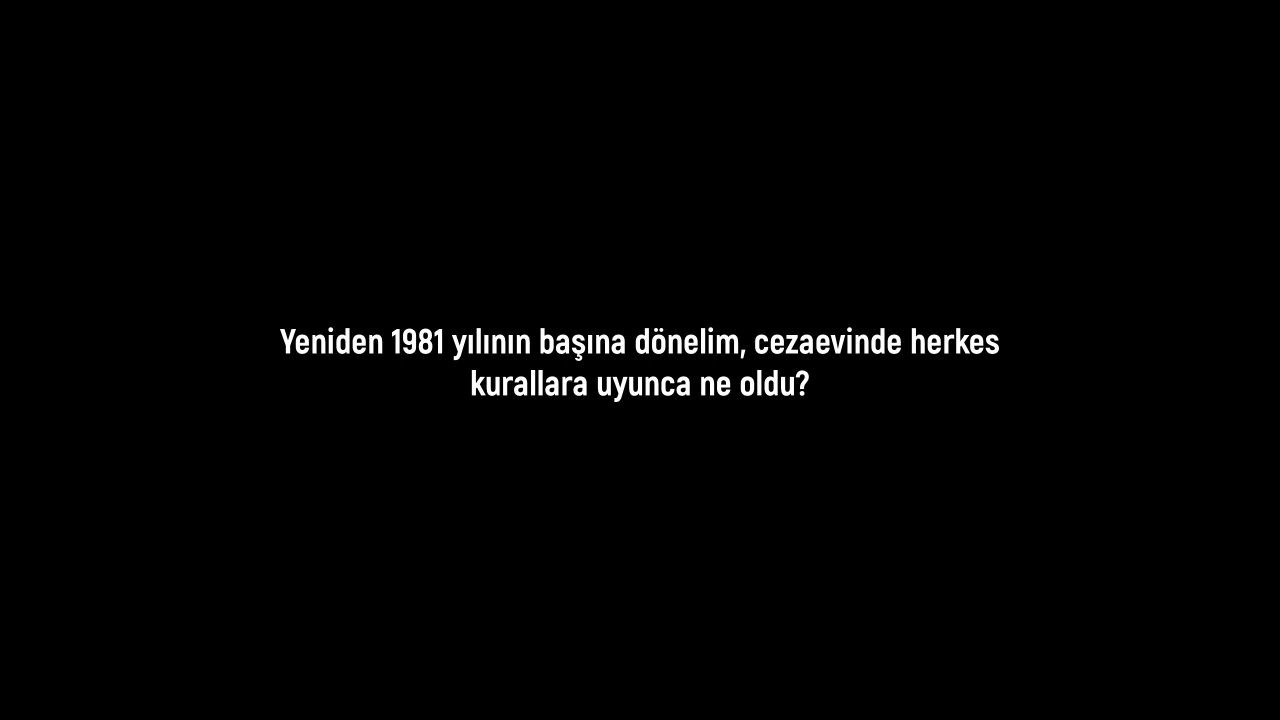 Yeniden 1981 yılının başına dönelim, cezaevinde herkes
kurallara uyunca ne oldu?